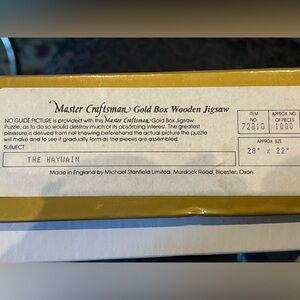 Master Craftsman Gold Box Wooden Jigsaw
NO GUIDE PICTURE is provided with this Master Craftsman, Gold Box Jigsaw
Puzzle, as to do so would destroy much of its absorbing interest. The greatest
pleasure is derived from not knowing beforehand the actual picture the puzzle
will make and to see it gradually form as the pieces are assembled.
SUBJECT
THE HAYWAIN
Made in England by Michael Stanfield Limited, Murdock Road, Bicester, Oxon.
ITEM
NO.
72810
APPROX. NO.
OF PIECES
1000
APPROX SIZE
28" x 22"